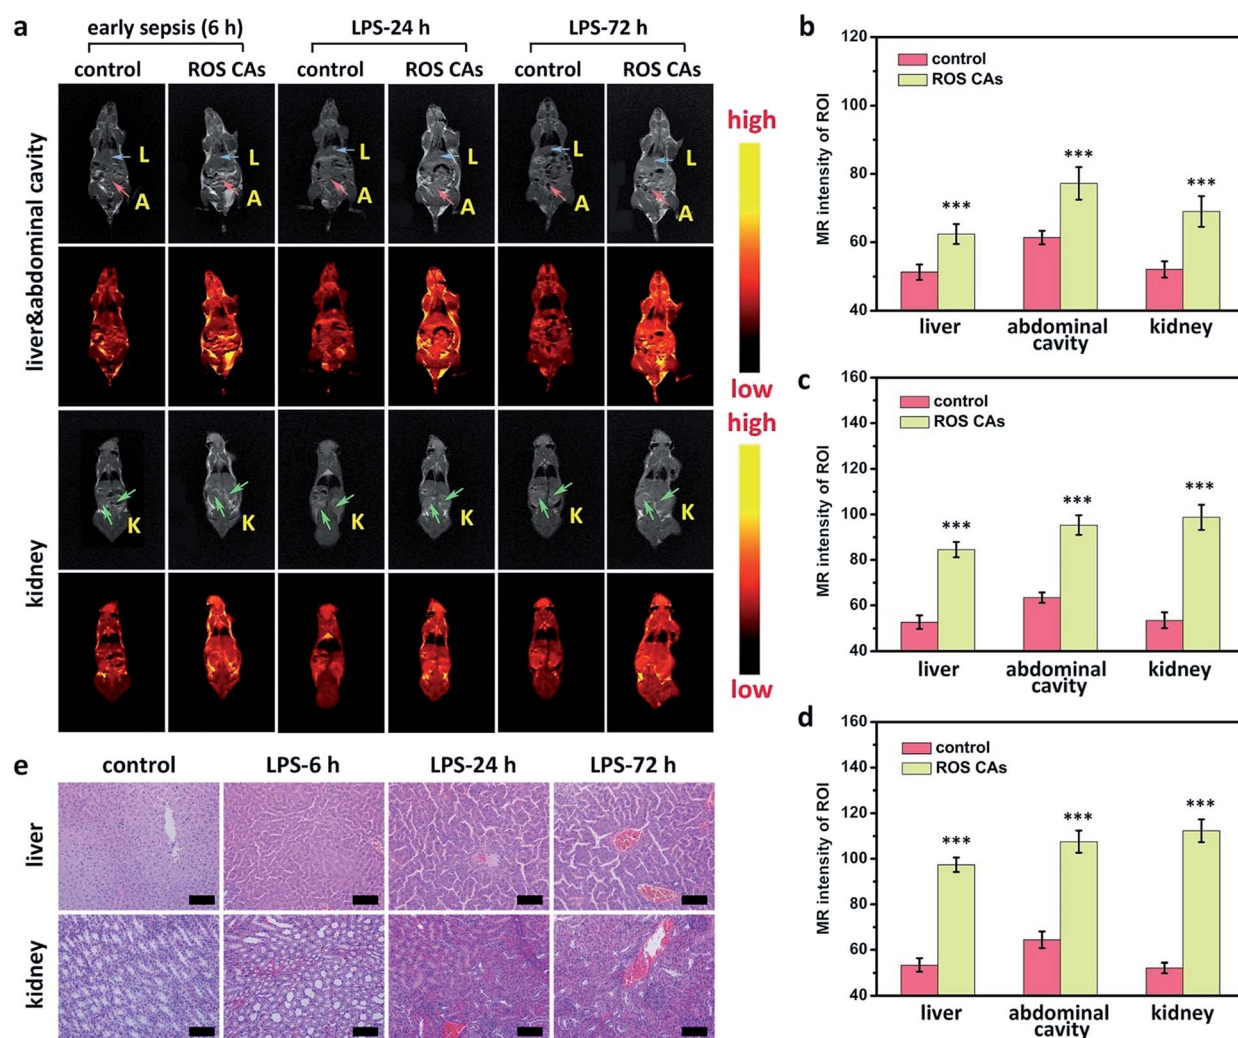 a
early sepsis (6 h) LPS-24 h LPS-72 h
control ROS CAs control ROS CAs control ROS CAs
L L L L L L
A A A A A A
K K K K K K
liver&abdominal cavity
kidney
high
low
high
low
b
control
ROS CAs
MR intensity of ROI
120
100
80
60
40
*** *** ***
liver abdominal cavity kidney
c
control
ROS CAs
MR intensity of ROI
160
140
120
100
80
60
40
*** *** ***
liver abdominal cavity kidney
d
control
ROS CAs
MR intensity of ROI
160
140
120
100
80
60
40
*** *** ***
liver abdominal cavity kidney
e
control LPS-6 h LPS-24 h LPS-72 h
liver
kidney